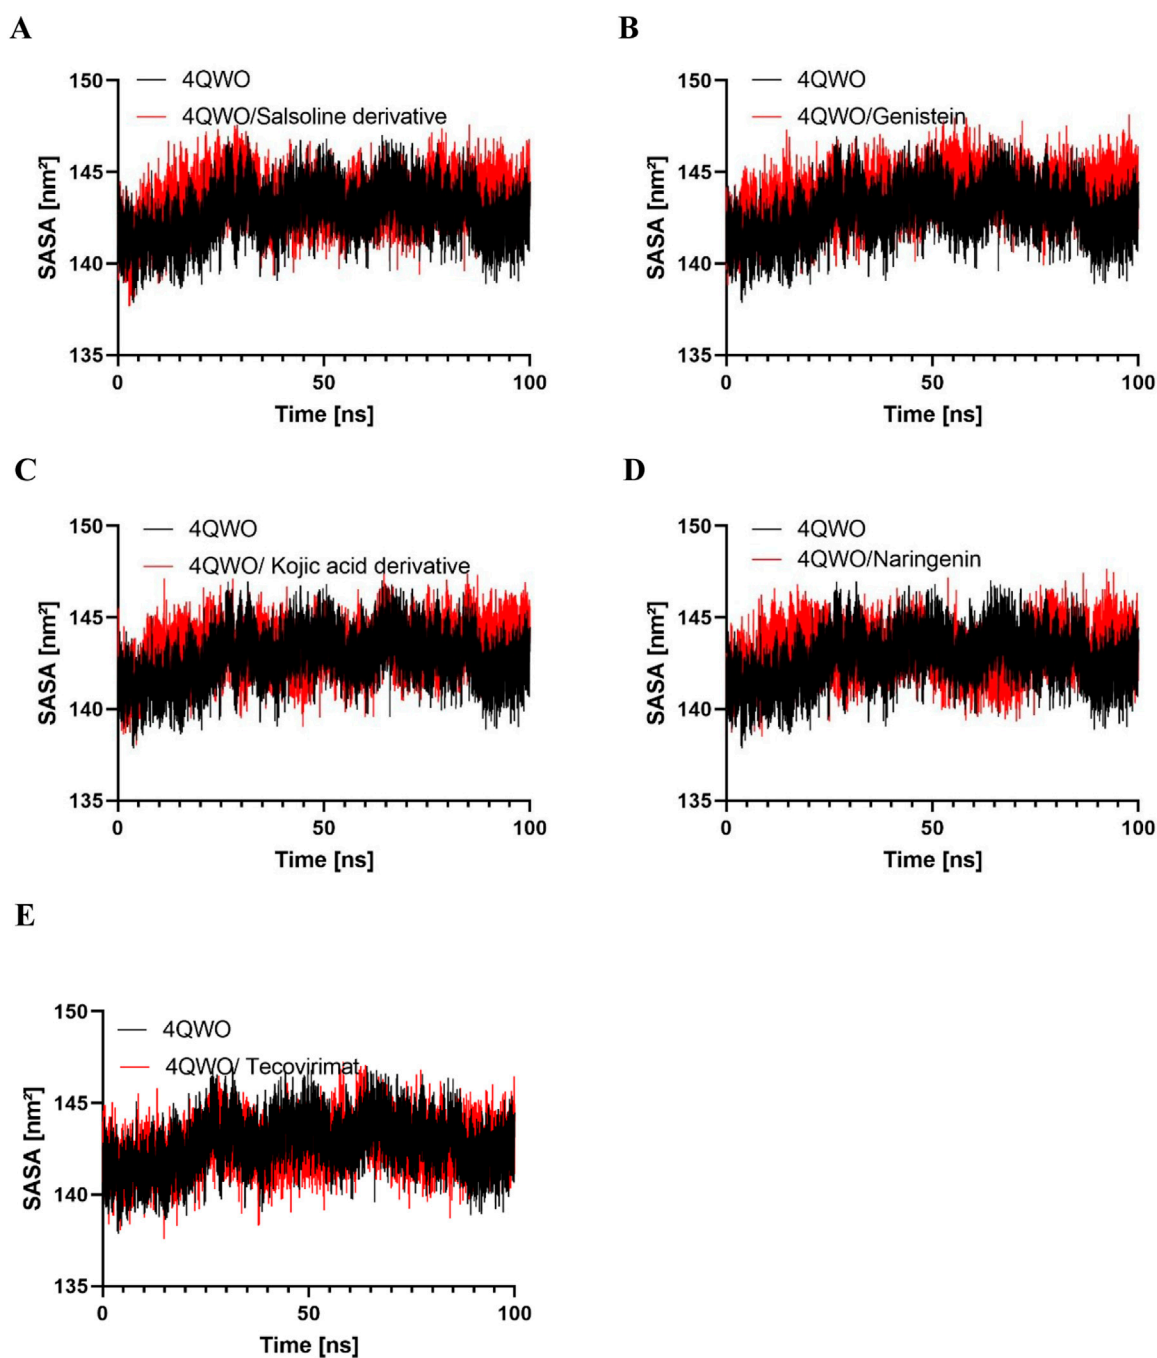 A
4QWO
4QWO/Salsoline derivative
SASA [nm²]
150
145
140
135
0
50
100
Time [ns]
B
4QWO
4QWO/Genistein
SASA [nm²]
150
145
140
135
0
50
100
Time [ns]
C
4QWO
4QWO/ Kojic acid derivative
SASA [nm²]
150
145
140
135
0
50
100
Time [ns]
D
4QWO
4QWO/Naringenin
SASA [nm²]
150
145
140
135
0
50
100
Time [ns]
E
4QWO
4QWO/ Tecovirimat
SASA [nm²]
150
145
140
135
0
50
100
Time [ns]